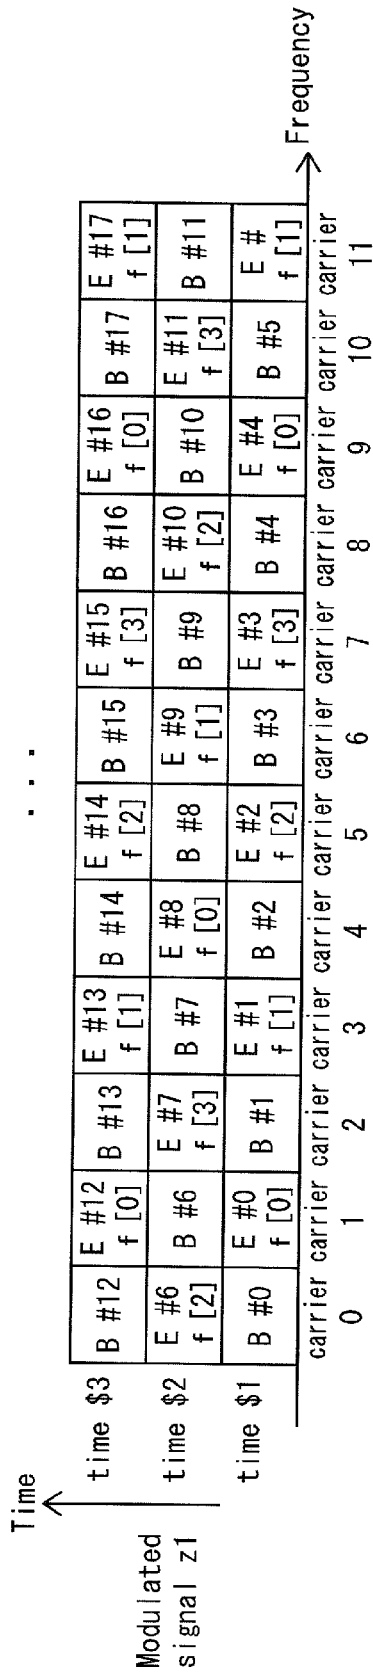 Time
Modulated
signal z1
. . .
time $3
B #12
E #12
f [0]
B #13
E #13
f [1]
B #14
E #14
f [2]
B #15
E #15
f [3]
B #16
E #16
f [0]
B #17
E #17
f [1]
time $2
E #6
f [2]
B #6
E #7
f [3]
B #7
E #8
f [0]
B #8
E #9
f [1]
B #9
E #10
f [2]
B #10
E #11
f [3]
B #11
time $1
B #0
E #0
f [0]
B #1
E #1
f [1]
B #2
E #2
f [2]
B #3
E #3
f [3]
B #4
E #4
f [0]
B #5
E #
f [1]
carrier carrier carrier carrier carrier carrier carrier carrier carrier carrier carrier carrier
0 1 2 3 4 5 6 7 8 9 10 11
Frequency